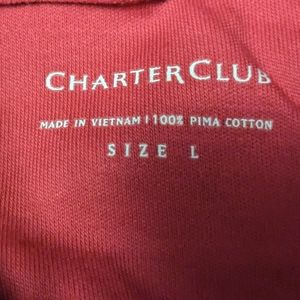 CHARTER CLUB
MADE IN VIETNAM | 100% PIMA COTTON
SIZE L